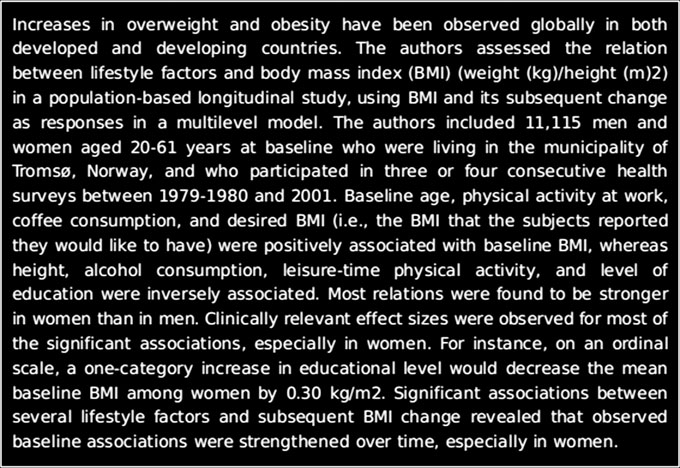 Increases in overweight and obesity have been observed globally in both
developed and developing countries. The authors assessed the relation
between lifestyle factors and body mass index (BMI) (weight (kg)/height (m)2)
in a population-based longitudinal study, using BMI and its subsequent change
as responses in a multilevel model. The authors included 11,115 men and
women aged 20-61 years at baseline who were living in the municipality of
Tromsø, Norway, and who participated in three or four consecutive health
surveys between 1979-1980 and 2001. Baseline age, physical activity at work,
coffee consumption, and desired BMI (i.e., the BMI that the subjects reported
they would like to have) were positively associated with baseline BMI, whereas
height, alcohol consumption, leisure-time physical activity, and level of
education were inversely associated. Most relations were found to be stronger
in women than in men. Clinically relevant effect sizes were observed for most of
the significant associations, especially in women. For instance, on an ordinal
scale, a one-category increase in educational level would decrease the mean
baseline BMI among women by 0.30 kg/m2. Significant associations between
several lifestyle factors and subsequent BMI change revealed that observed
baseline associations were strengthened over time, especially in women.